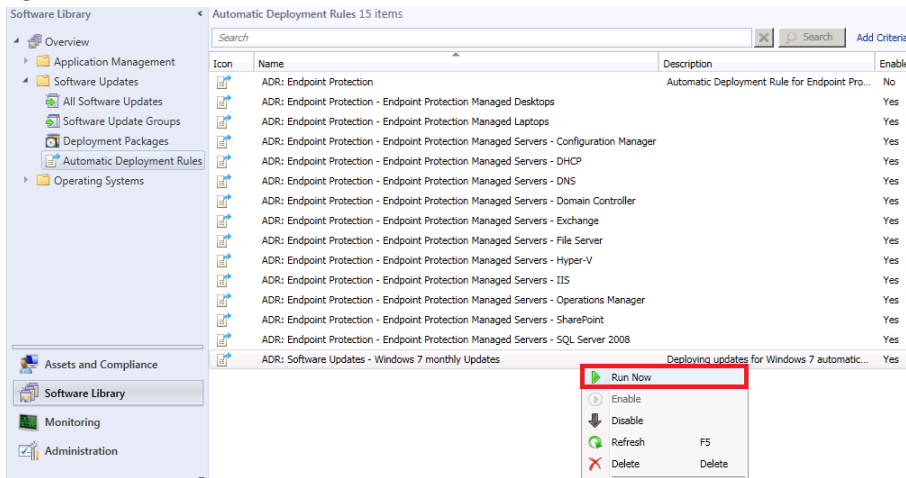 Software Library
Automatic Deployment Rules 15 items
Overview
Application Management
Software Updates
All Software Updates
Software Update Groups
Deployment Packages
Automatic Deployment Rules
Operating Systems
Search Search Add Criteria
Icon Name Description Enable
ADR: Endpoint Protection Automatic Deployment Rule for Endpoint Pro... No
ADR: Endpoint Protection - Endpoint Protection Managed Desktops Yes
ADR: Endpoint Protection - Endpoint Protection Managed Laptops Yes
ADR: Endpoint Protection - Endpoint Protection Managed Servers - Configuration Manager Yes
ADR: Endpoint Protection - Endpoint Protection Managed Servers - DHCP Yes
ADR: Endpoint Protection - Endpoint Protection Managed Servers - DNS Yes
ADR: Endpoint Protection - Endpoint Protection Managed Servers - Domain Controller Yes
ADR: Endpoint Protection - Endpoint Protection Managed Servers - Exchange Yes
ADR: Endpoint Protection - Endpoint Protection Managed Servers - File Server Yes
ADR: Endpoint Protection - Endpoint Protection Managed Servers - Hyper-V Yes
ADR: Endpoint Protection - Endpoint Protection Managed Servers - IIS Yes
ADR: Endpoint Protection - Endpoint Protection Managed Servers - Operations Manager Yes
ADR: Endpoint Protection - Endpoint Protection Managed Servers - SharePoint Yes
ADR: Endpoint Protection - Endpoint Protection Managed Servers - SQL Server 2008 Yes
ADR: Software Updates - Windows 7 monthly Updates Deploying updates for Windows 7 automatic... Yes
Run Now
Enable
Disable
Refresh F5
Delete Delete
Assets and Compliance
Software Library
Monitoring
Administration